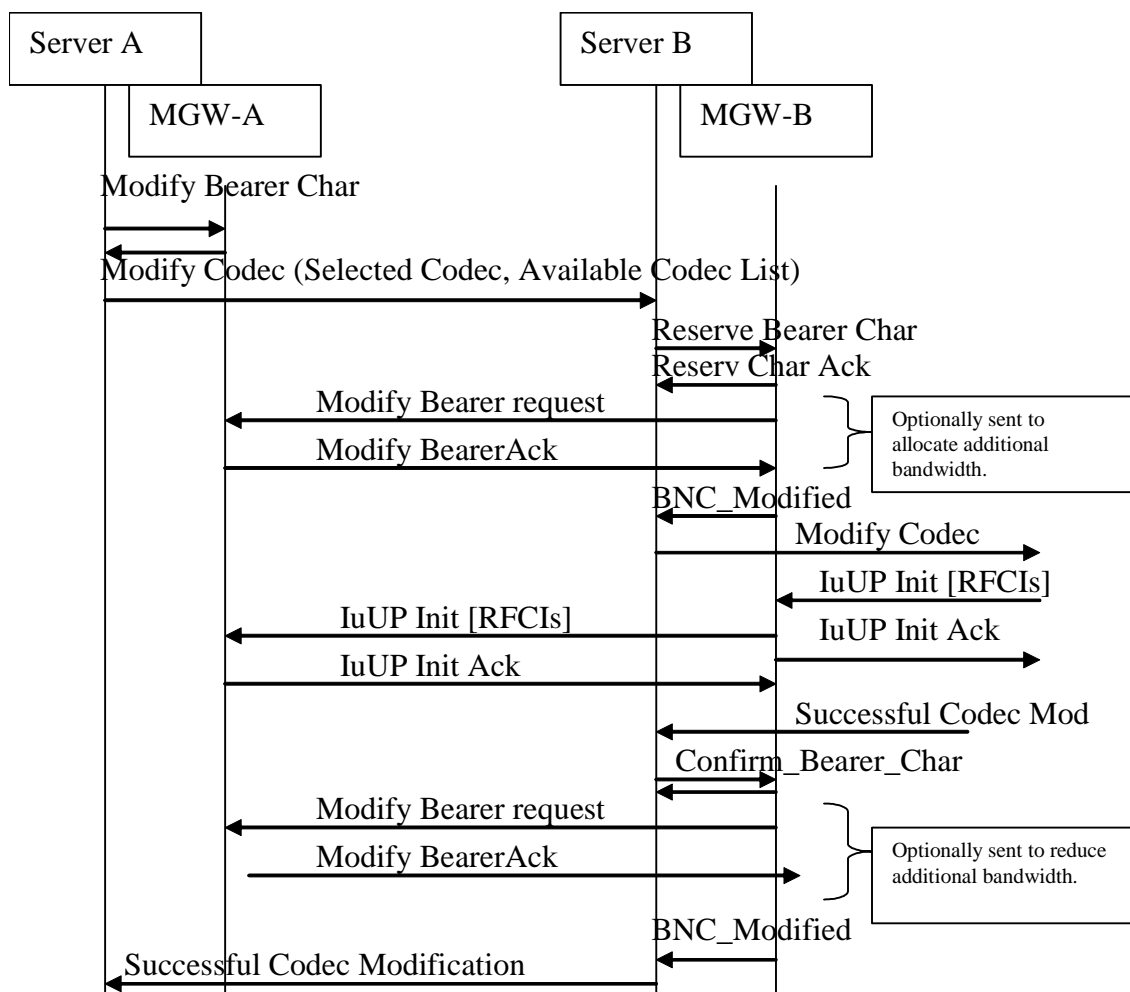 Server A
Server B
MGW-A
MGW-B
Modify Bearer Char
Modify Codec (Selected Codec, Available Codec List)
Reserve Bearer Char
Reserv Char Ack
Modify Bearer request
Optionally sent to
allocate additional
bandwidth.
Modify BearerAck
BNC_Modified
Modify Codec
IuUP Init [RFCIs]
IuUP Init [RFCIs]
IuUP Init Ack
IuUP Init Ack
Successful Codec Mod
Confirm_Bearer_Char
Modify Bearer request
Modify BearerAck
Optionally sent to reduce
additional bandwidth.
BNC_Modified
Successful Codec Modification